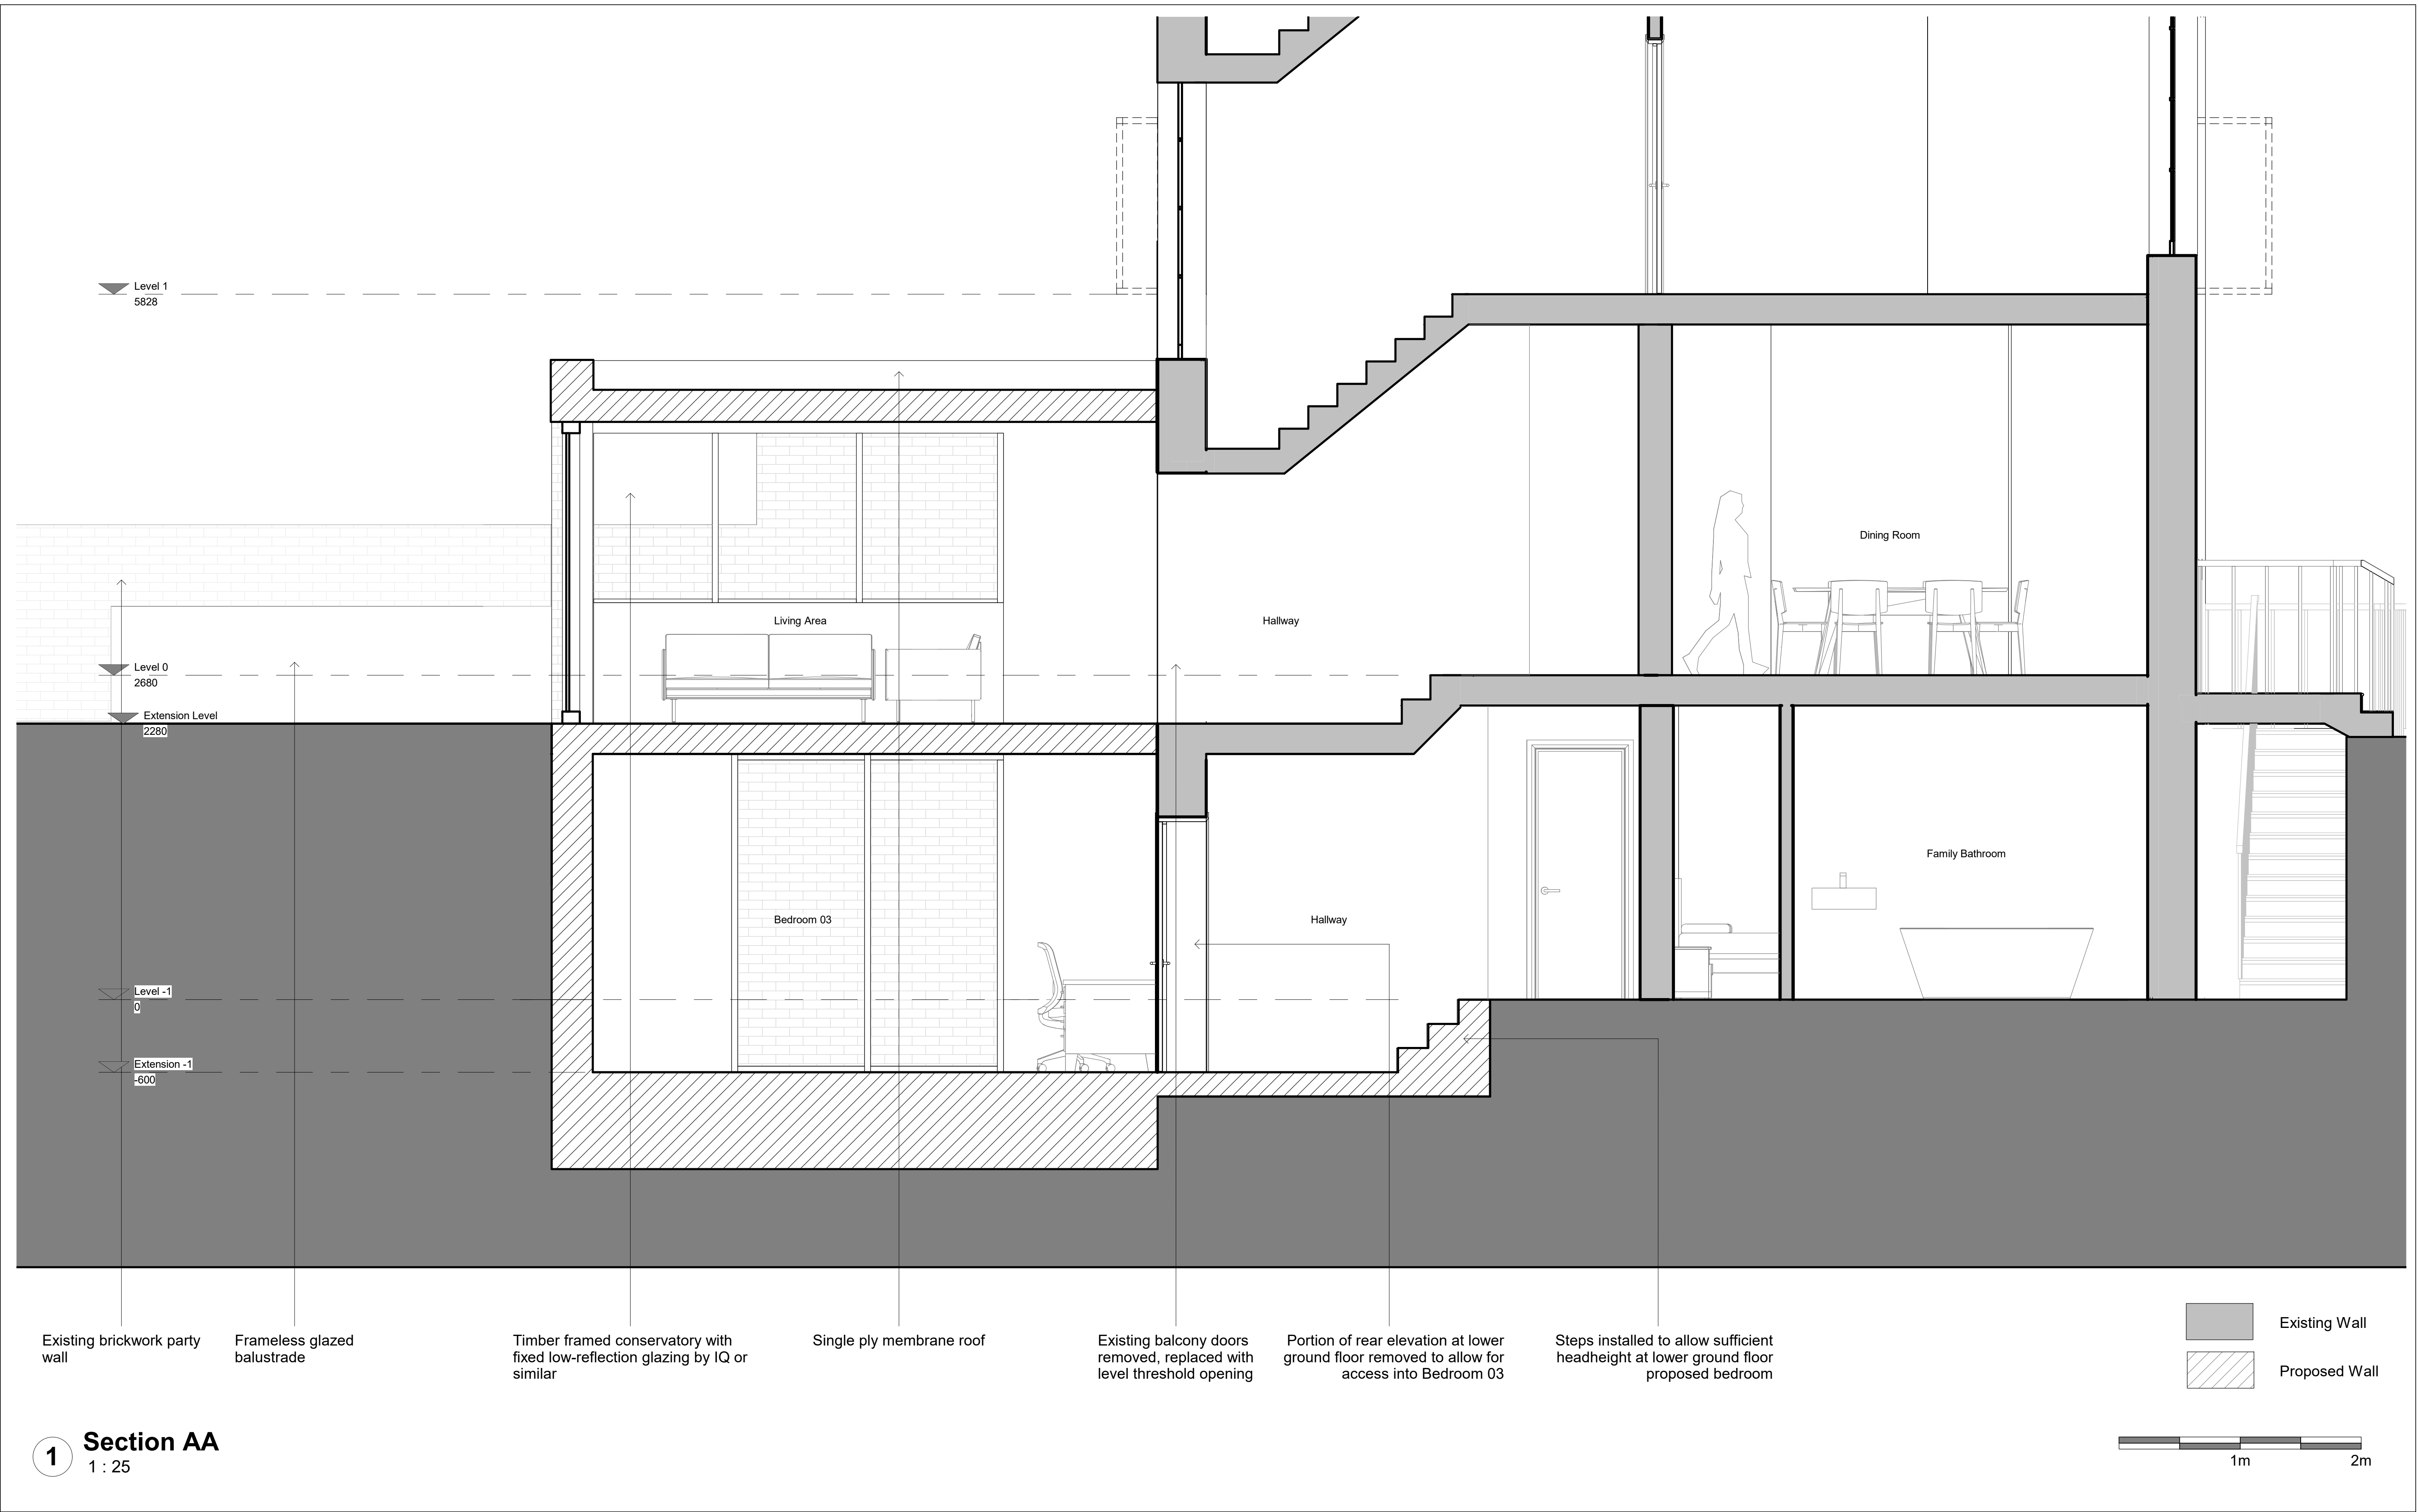 Level 1
5828
Dining Room
Living Area
Hallway
Level 0
2680
Extension Level
2280
Family Bathroom
Bedroom 03
Hallway
Level -1
0
Extension -1
-600
Existing brickwork party
wall
Frameless glazed
balustrade
Timber framed conservatory with
fixed low-reflection glazing by IQ or
similar
Single ply membrane roof
Existing balcony doors
removed, replaced with
level threshold opening
Portion of rear elevation at lower
ground floor removed to allow for
access into Bedroom 03
Steps installed to allow sufficient
headheight at lower ground floor
proposed bedroom
Existing Wall
Proposed Wall
1
Section AA
1 : 25
1m
2m